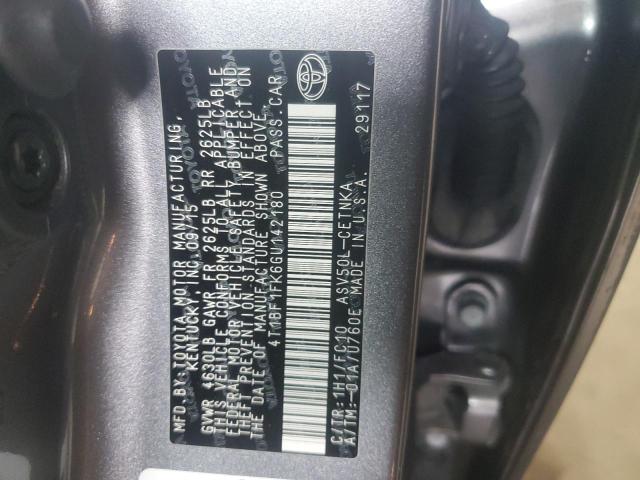 MFD.BY:TOYOTA MOTOR MANUFACTURING,
KENTUCKY, INC. 09/15
GVWR 4630LB GAWR FR 2625LB RR 2625LB
THIS VEHICLE CONFORMS TO ALL APPLICABLE
FEDERAL MOTOR VEHICLE SAFETY, BUMPER, AND
THEFT PREVENTION STANDARDS IN EFFECT ON
THE DATE OF MANUFACTURE SHOWN ABOVE.
4T1BF1FK6GU142180 PASS.CAR
C/TR: 1H1/FC10 ASV50L-CETNKA
A/TM:-01A/U760E MADE IN U.S.A.
29117